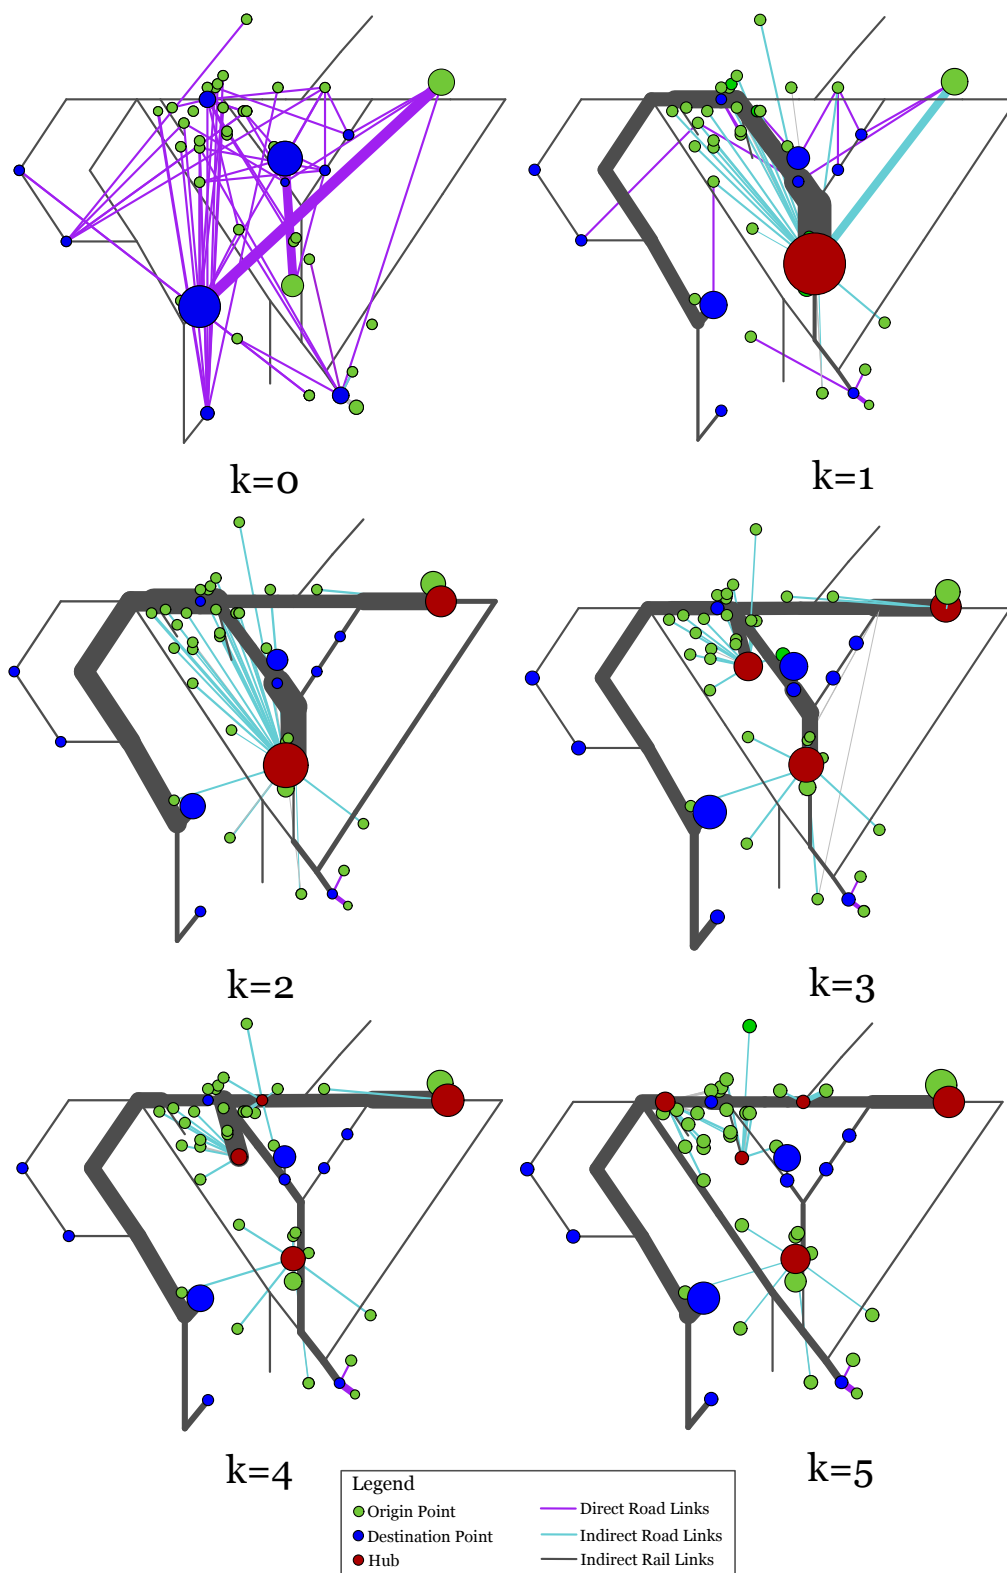 k=0
k=1
k=2
k=3
k=4
k=5
Legend
Origin Point
Destination Point
Hub
Direct Road Links
Indirect Road Links
Indirect Rail Links